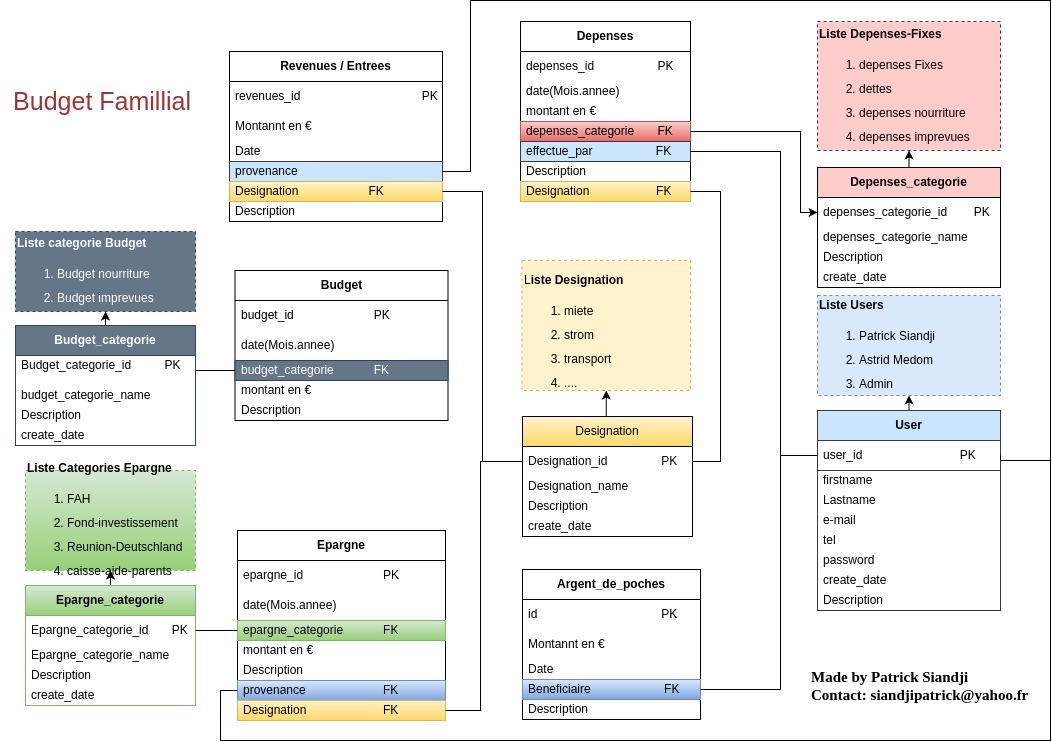 Budget Famillial
Revenues / Entrees
revenues_id PK
Montannt en €
Date
provenance
Designation FK
Description
Depenses
depenses_id PK
date(Mois.annee)
montant en €
depenses_categorie FK
effectue_par FK
Description
Designation FK
Liste Depenses-Fixes
1. depenses Fixes
2. dettes
3. depenses nourriture
4. depenses imprevues
Depenses_categorie
depenses_categorie_id PK
depenses_categorie_name
Description
create_date
Liste categorie Budget
1. Budget nourriture
2. Budget imprevues
Budget_categorie
Budget_categorie_id PK
budget_categorie_name
Description
create_date
Budget
budget_id PK
date(Mois.annee)
budget_categorie FK
montant en €
Description
Liste Designation
1. miete
2. strom
3. transport
4. ....
Designation
Designation_id PK
Designation_name
Description
create_date
Liste Users
1. Patrick Siandji
2. Astrid Medom
3. Admin
User
user_id PK
firstname
Lastname
e-mail
tel
password
create_date
Description
Liste Categories Epargne
1. FAH
2. Fond-investissement
3. Reunion-Deutschland
4. caisse-aide-parents
Epargne_categorie
Epargne_categorie_id PK
Epargne_categorie_name
Description
create_date
Epargne
epargne_id PK
date(Mois.annee)
epargne_categorie FK
montant en €
Description
provenance FK
Designation FK
Argent_de_poches
id PK
Montannt en €
Date
Beneficiaire FK
Description
Made by Patrick Siandji
Contact: siandjipatrick@yahoo.fr